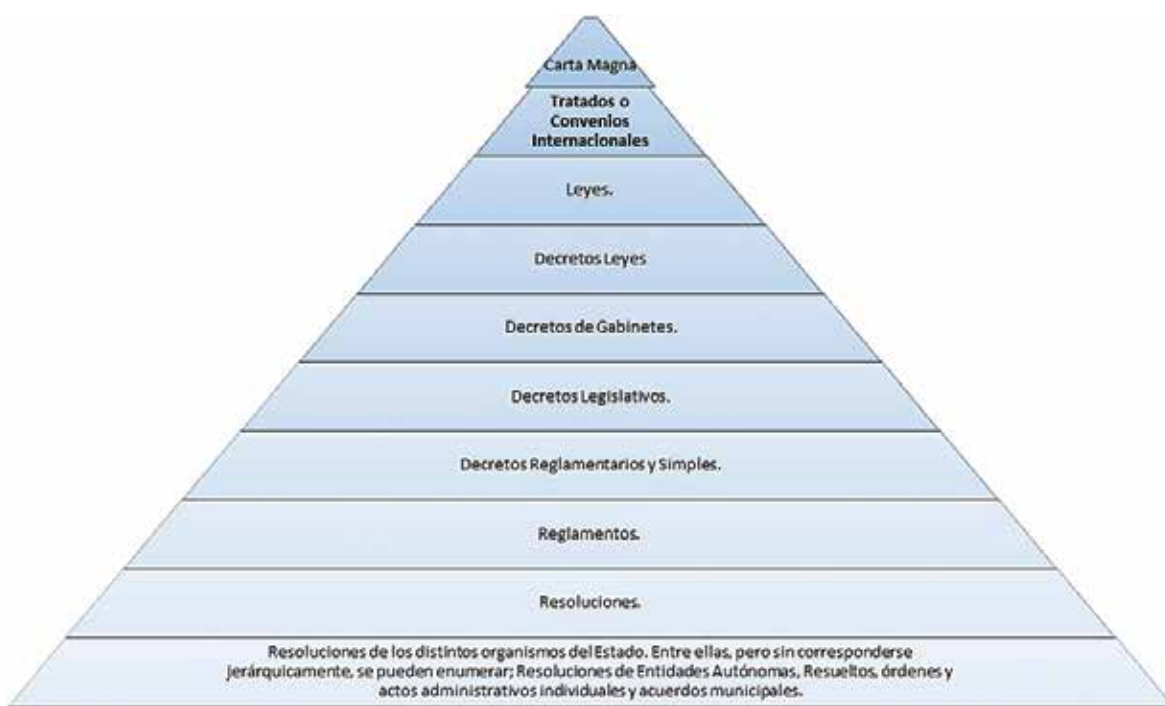 Carta Magna
Tratados o
Convenios
Internacionales
Leyes.
Decretos Leyes
Decretos de Gabinetes.
Decretos Legislativos.
Decretos Reglamentarios y Simples.
Reglamentos.
Resoluciones.
Resoluciones de los distintos organismos del Estado. Entre ellas, pero sin corresponderse
jerárquicamente, se pueden enumerar; Resoluciones de Entidades Autónomas, Resueltos, órdenes y
actos administrativos individuales y acuerdos municipales.